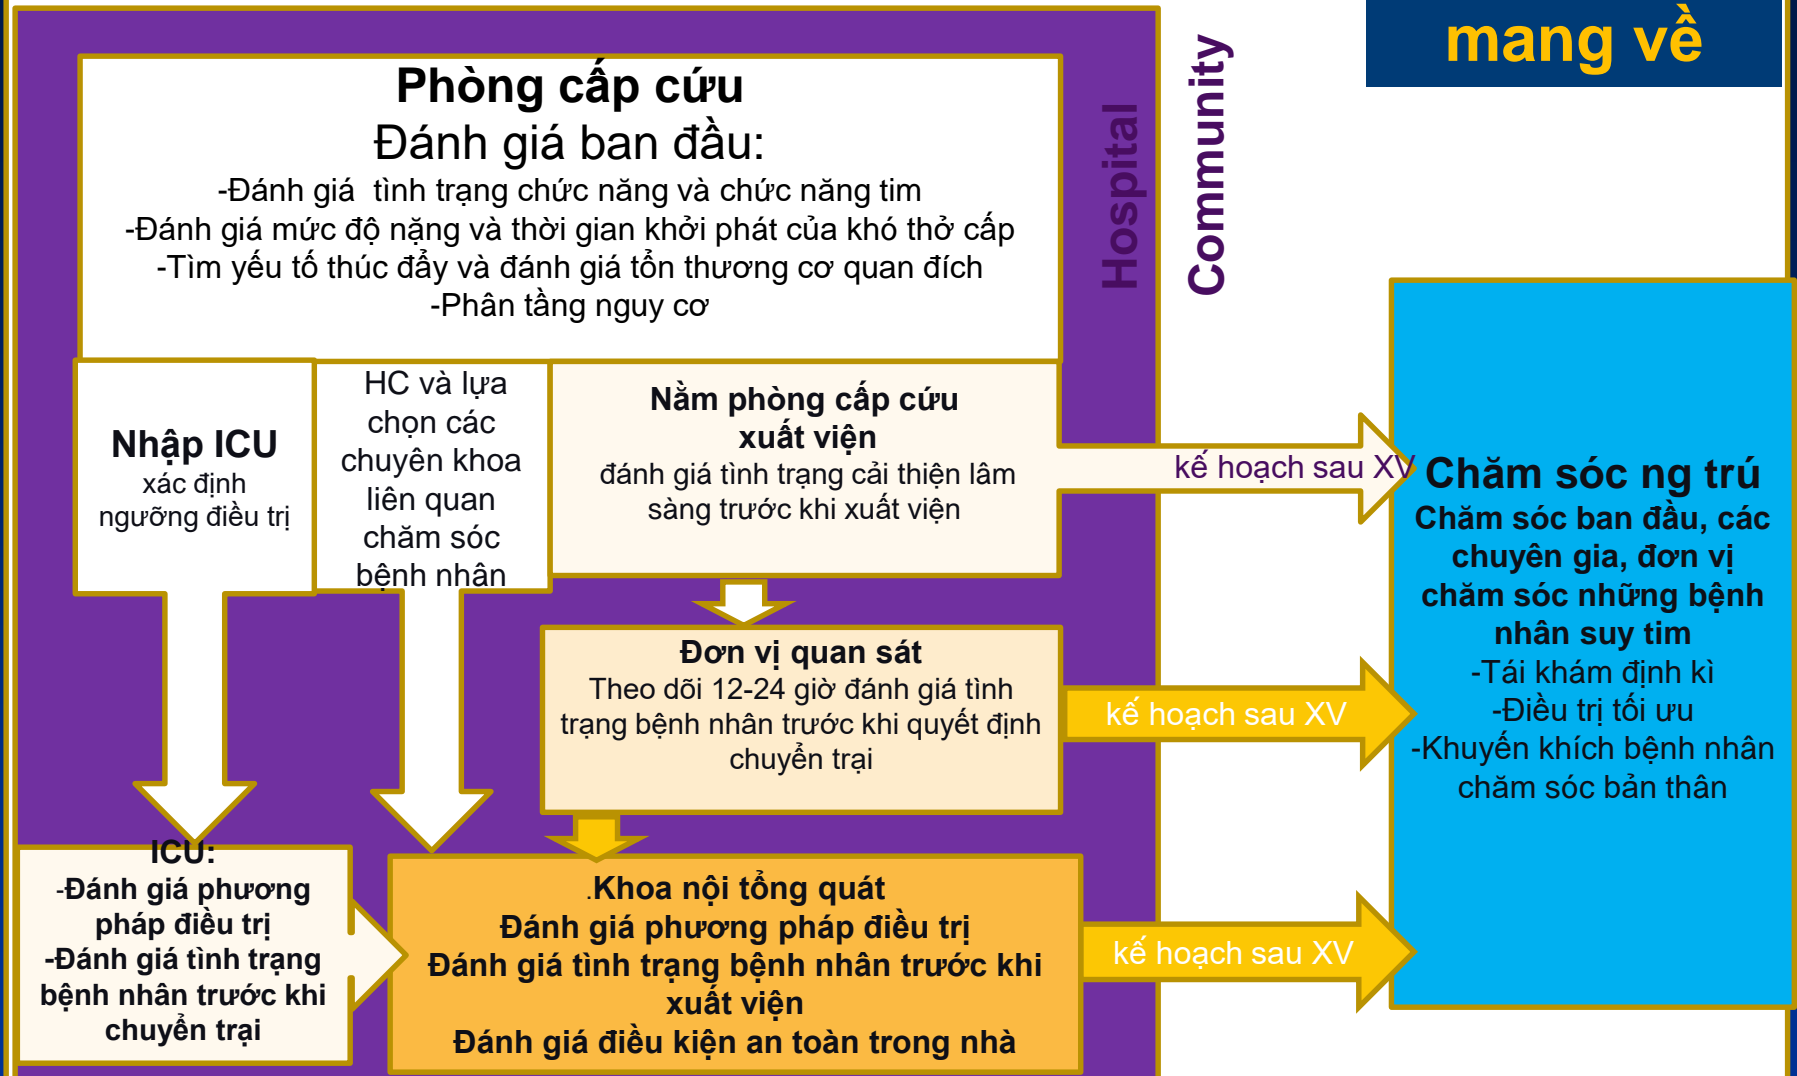 mang về
Phòng cấp cứu
Đánh giá ban đầu:
-Đánh giá  tình trạng chức năng và chức năng tim
-Đánh giá mức độ nặng và thời gian khởi phát của khó thở cấp
-Tìm yếu tố thúc đẩy và đánh giá tổn thương cơ quan đích
-Phân tầng nguy cơ
Hospital
Community
Nhập ICU
xác định
ngưỡng điều trị
HC và lựa
chọn các
chuyên khoa
liên quan
chăm sóc
bệnh nhân
Nằm phòng cấp cứu
xuất viện
đánh giá tình trạng cải thiện lâm
sàng trước khi xuất viện
kế hoạch sau XV
Đơn vị quan sát
Theo dõi 12-24 giờ đánh giá tình
trạng bệnh nhân trước khi quyết định
chuyển trại
kế hoạch sau XV
ICU:
-Đánh giá phương
pháp điều trị
-Đánh giá tình trạng
bệnh nhân trước khi
chuyển trại
.Khoa nội tổng quát
Đánh giá phương pháp điều trị
Đánh giá tình trạng bệnh nhân trước khi
xuất viện
Đánh giá điều kiện an toàn trong nhà
kế hoạch sau XV
Chăm sóc ng trú
Chăm sóc ban đầu, các
chuyên gia, đơn vị
chăm sóc những bệnh
nhân suy tim
-Tái khám định kì
-Điều trị tối ưu
-Khuyến khích bệnh nhân
chăm sóc bản thân